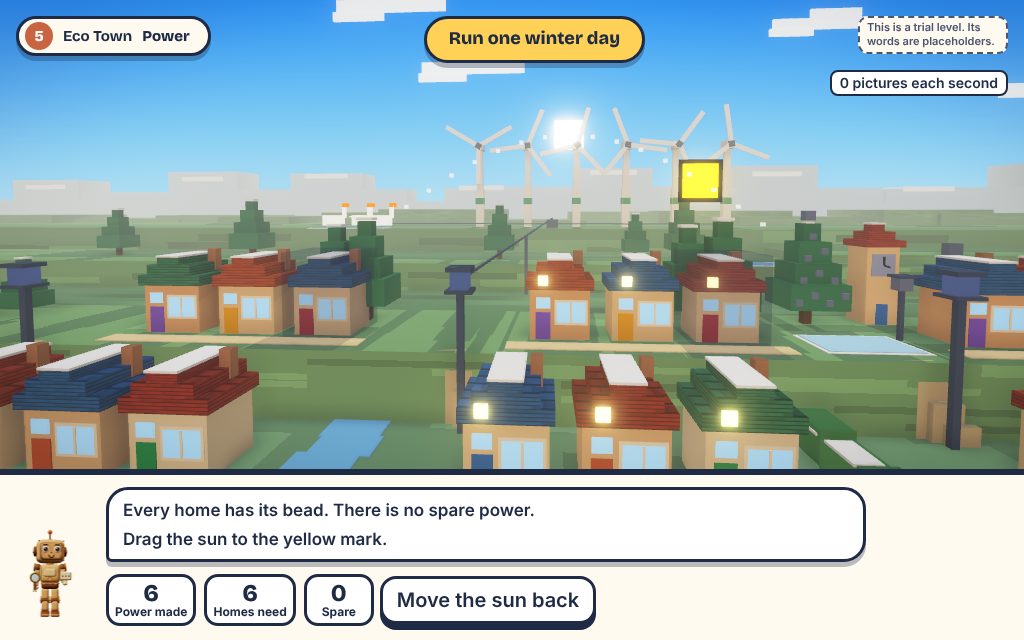 5 Eco Town Power
Run one winter day
This is a trial level. Its
words are placeholders.
0 pictures each second
Every home has its bead. There is no spare power.
Drag the sun to the yellow mark.
6
Power made
6
Homes need
0
Spare
Move the sun back